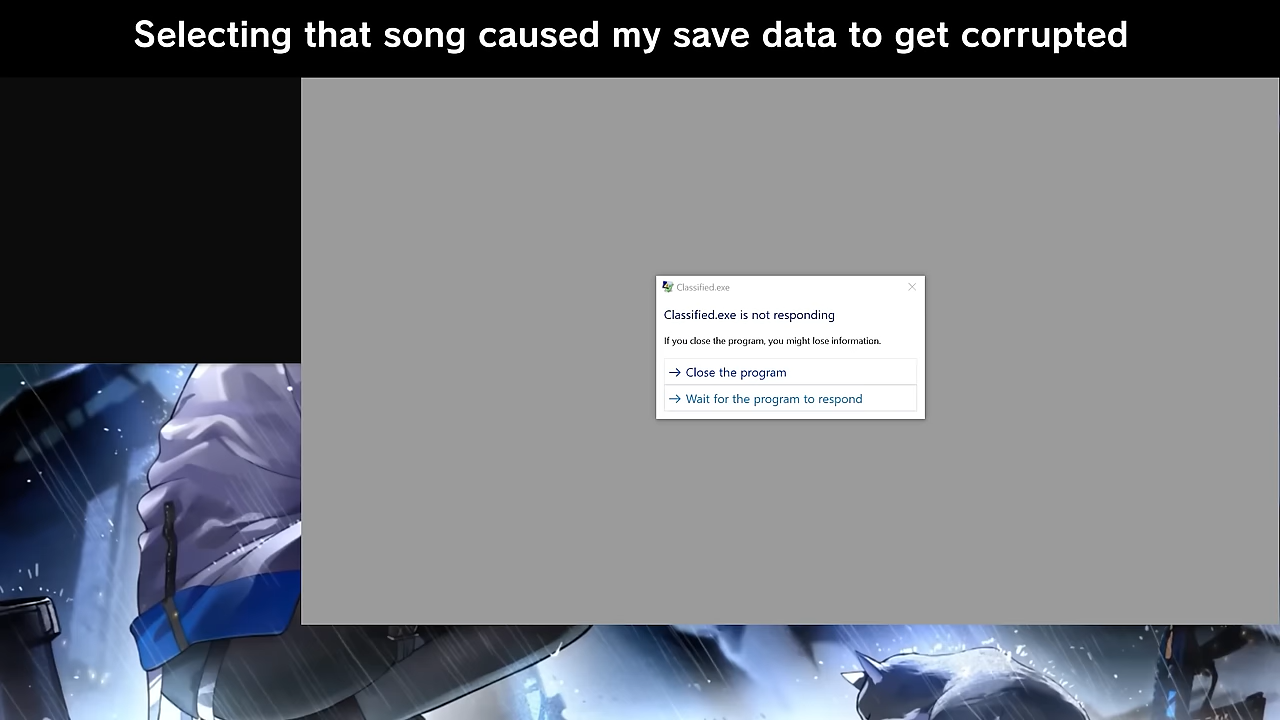 Selecting that song caused my save data to get corrupted
Classified.exe
Classified.exe is not responding
If you close the program, you might lose information.
→ Close the program
→ Wait for the program to respond